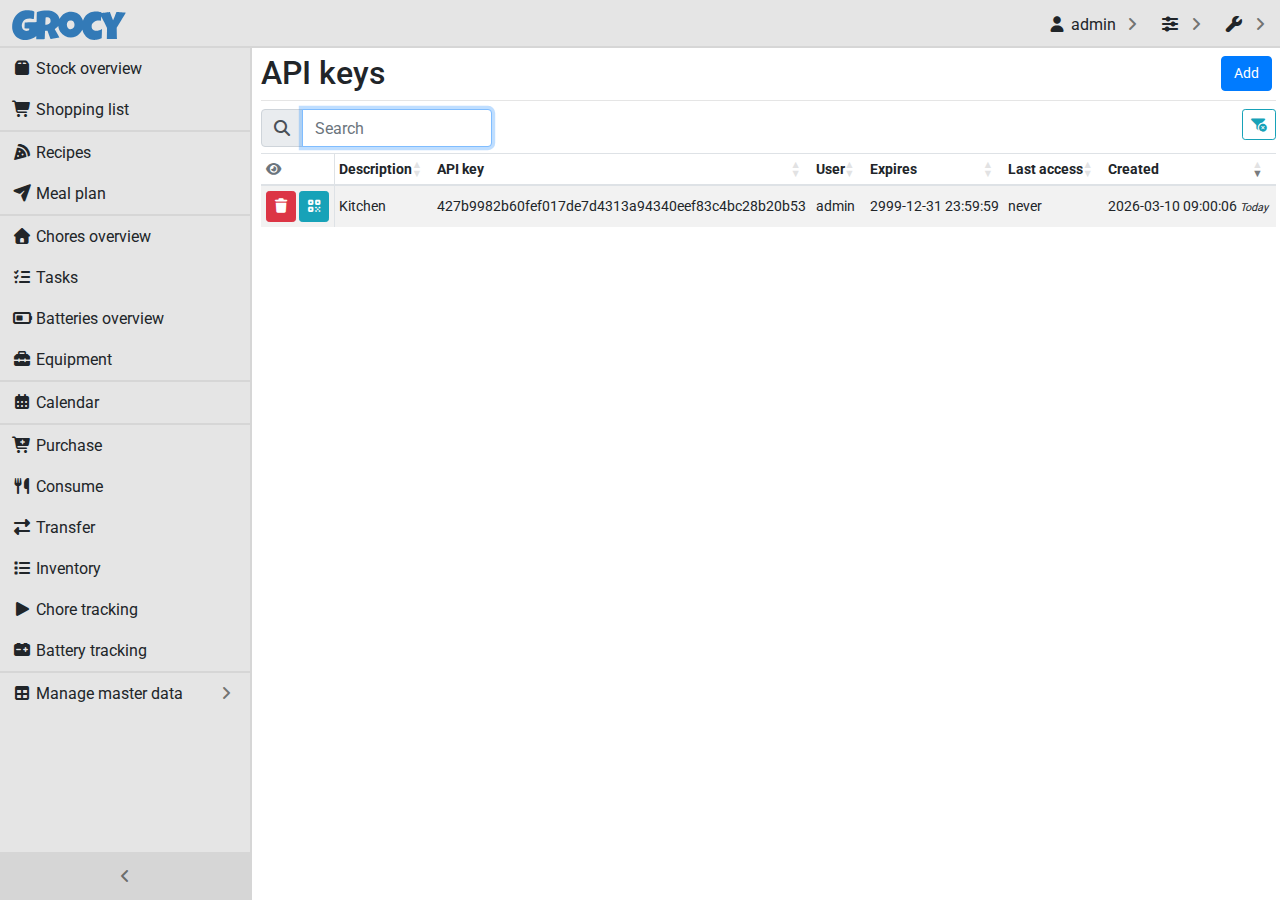 GROCY
admin
Stock overview
Shopping list
Recipes
Meal plan
Chores overview
Tasks
Batteries overview
Equipment
Calendar
Purchase
Consume
Transfer
Inventory
Chore tracking
Battery tracking
Manage master data
API keys
Add
Search
Description API key User Expires Last access Created
Kitchen 427b9982b60fef017de7d4313a94340eef83c4bc28b20b53 admin 2999-12-31 23:59:59 never 2026-03-10 09:00:06 Today